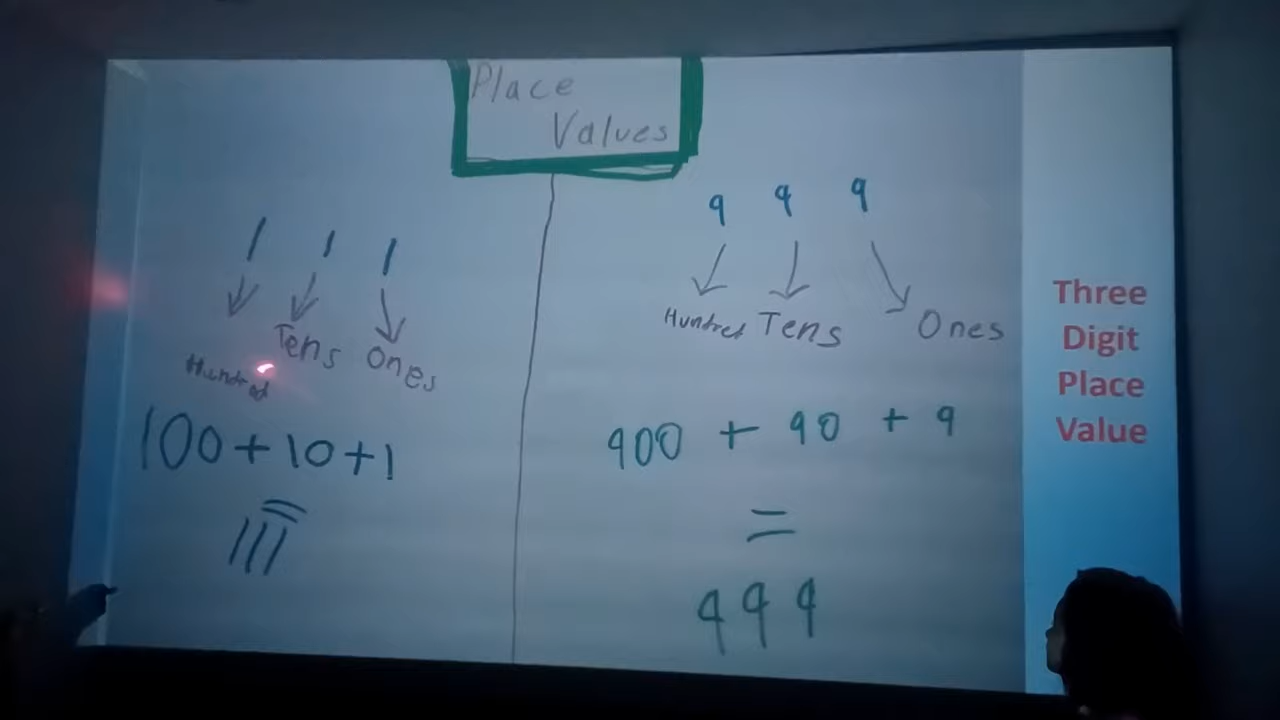 Place
Values
1 1 1
Hundred Tens Ones
100 + 10 + 1
=
111
9 9 9
Hundred Tens Ones
900 + 90 + 9
=
999
Three
Digit
Place
Value